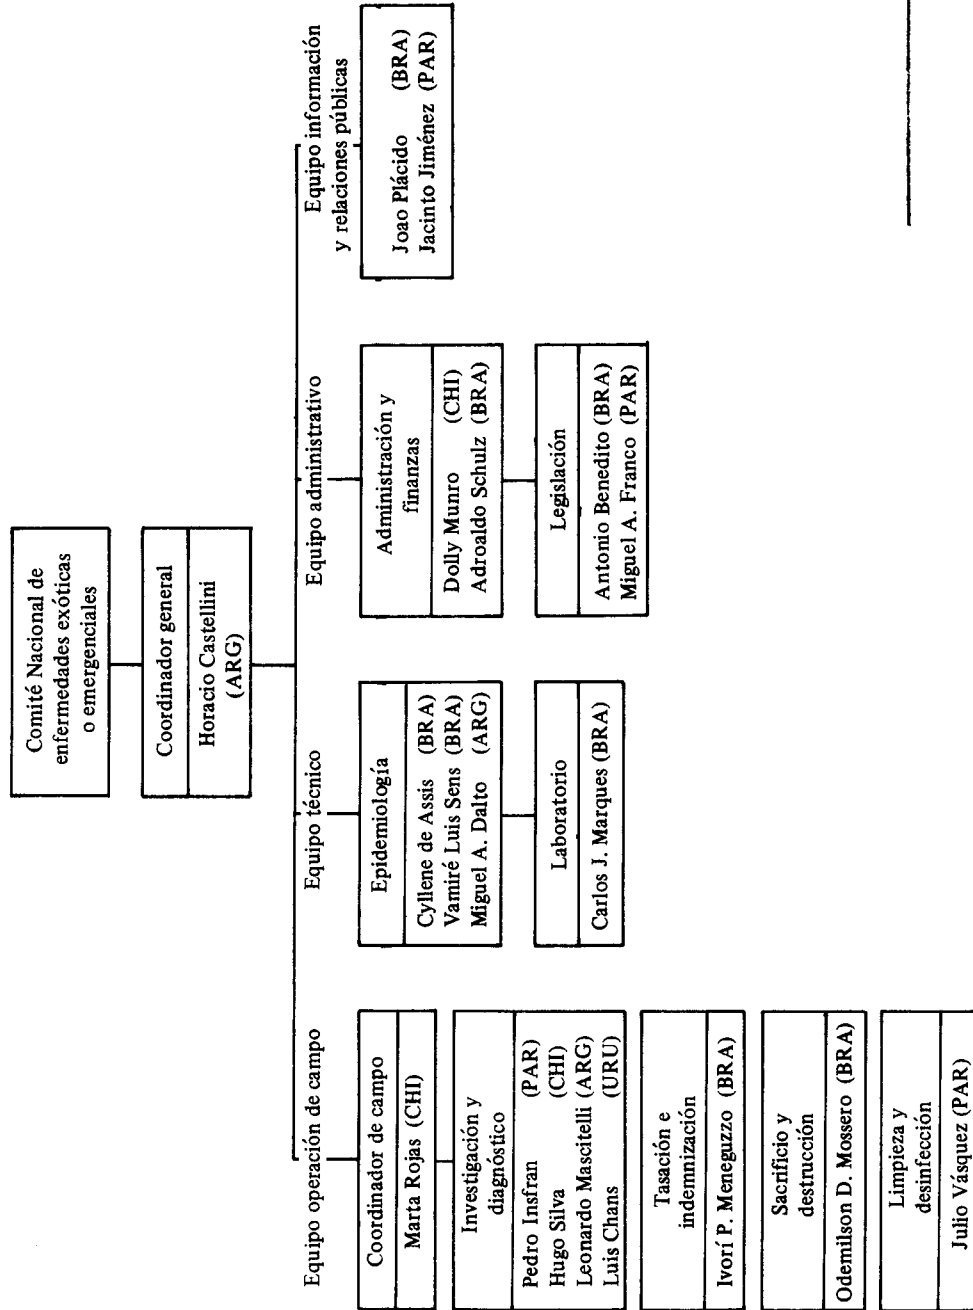 Comité Nacional de
enfermedades exóticas
o emergenciales
Coordinador general
Horacio Castellini
(ARG)
Equipo operación de campo
Coordinador de campo
Marta Rojas (CHI)
Investigación y
diagnóstico
Pedro Insfran (PAR)
Hugo Silva (CHI)
Leonardo Mascitelli (ARG)
Luis Chans (URU)
Tasación e
indemnización
Ivorí P. Meneguzzo (BRA)
Sacrificio y
destrucción
Odemilson D. Mossero (BRA)
Limpieza y
desinfección
Julio Vásquez (PAR)
Equipo técnico
Epidemiología
Cyllene de Assis (BRA)
Vamiré Luis Sens (BRA)
Miguel A. Dalto (ARG)
Laboratorio
Carlos J. Marques (BRA)
Equipo administrativo
Administración y
finanzas
Dolly Munro (CHI)
Adroaldo Schulz (BRA)
Legislación
Antonio Benedito (BRA)
Miguel A. Franco (PAR)
Equipo información
y relaciones públicas
Joao Plácido (BRA)
Jacinto Jiménez (PAR)